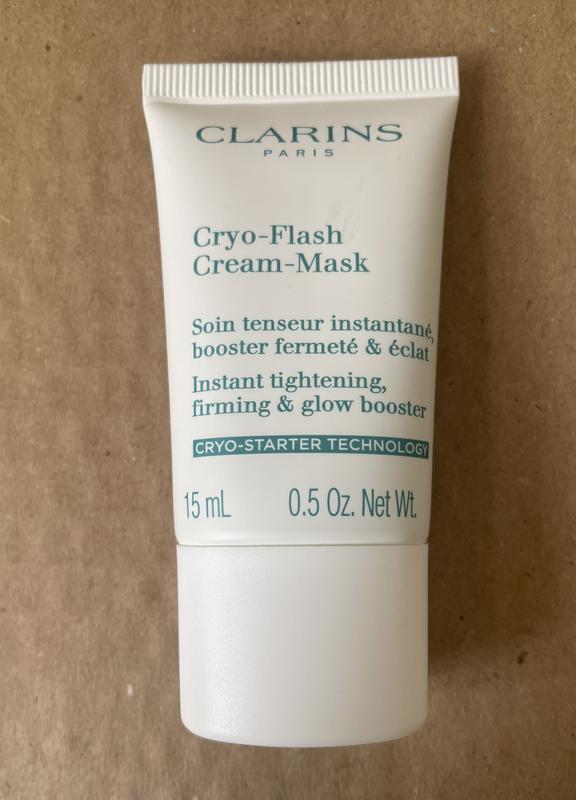 CLARINS
PARIS
Cryo-Flash
Cream-Mask
Soin tenseur instantané,
booster fermeté & éclat
Instant tightening,
firming & glow booster
CRYO-STARTER TECHNOLOGY
15 mL 0.5 Oz. Net Wt.